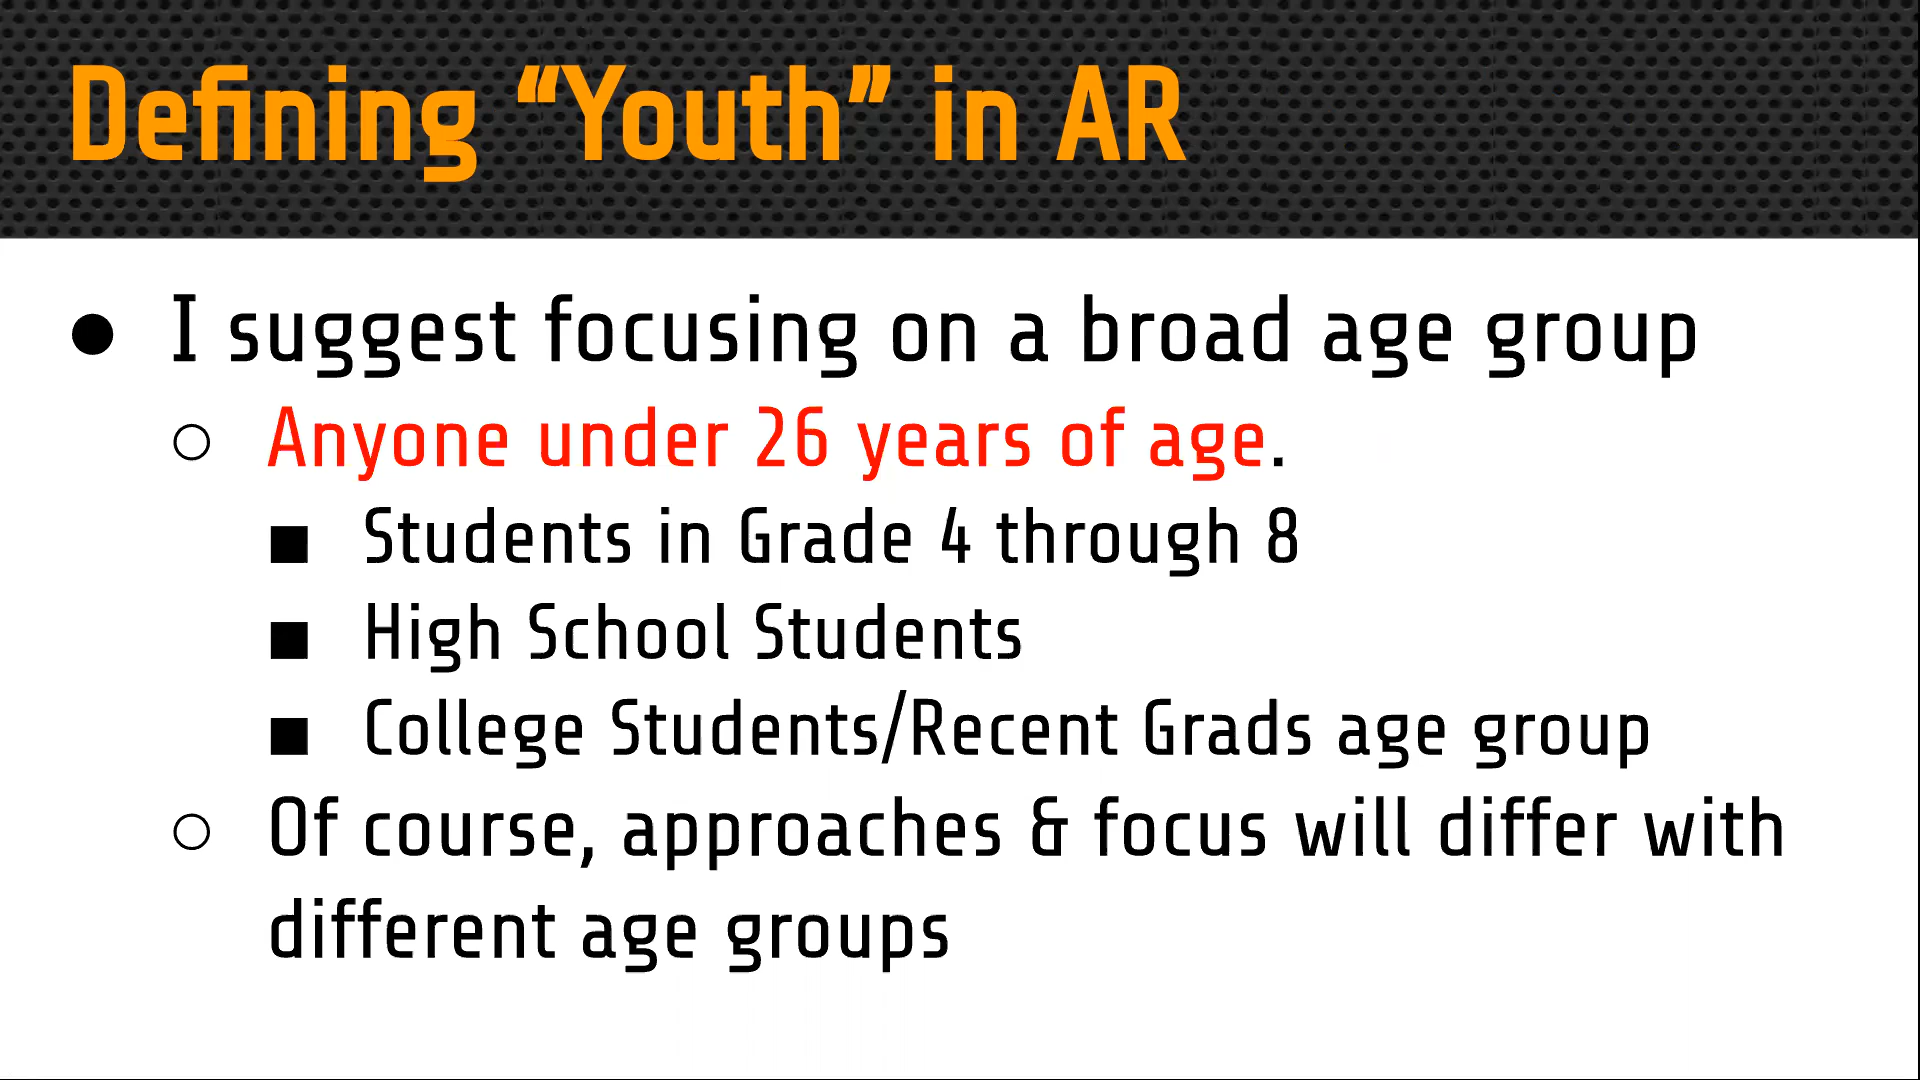 Defining “Youth” in AR
● I suggest focusing on a broad age group
○ Anyone under 26 years of age.
■ Students in Grade 4 through 8
■ High School Students
■ College Students/Recent Grads age group
○ Of course, approaches & focus will differ with
different age groups